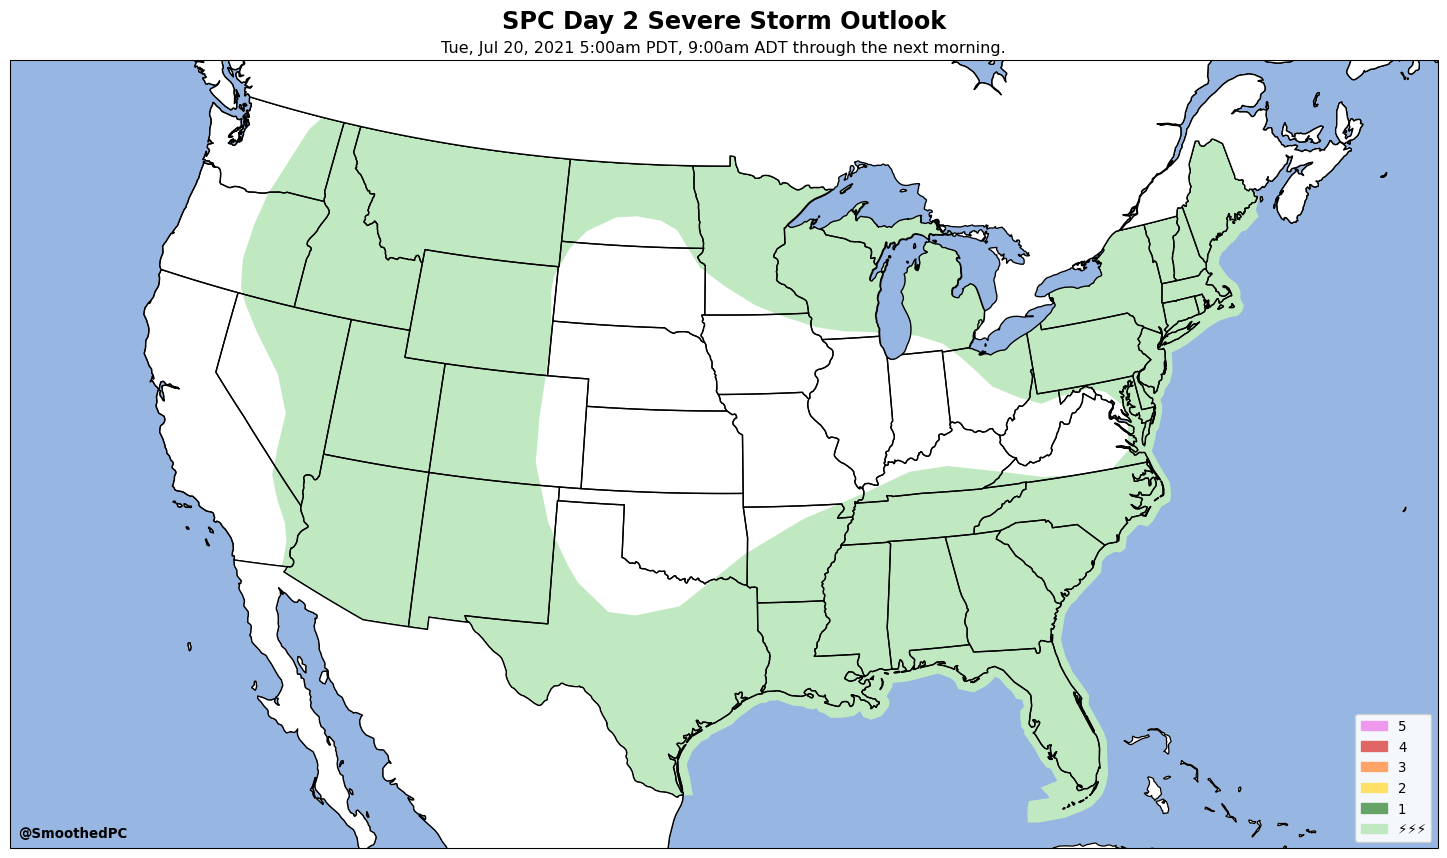 SPC Day 2 Severe Storm Outlook
Tue, Jul 20, 2021 5:00am PDT, 9:00am ADT through the next morning.
5
4
3
2
1
⚡⚡⚡
@SmoothedPC